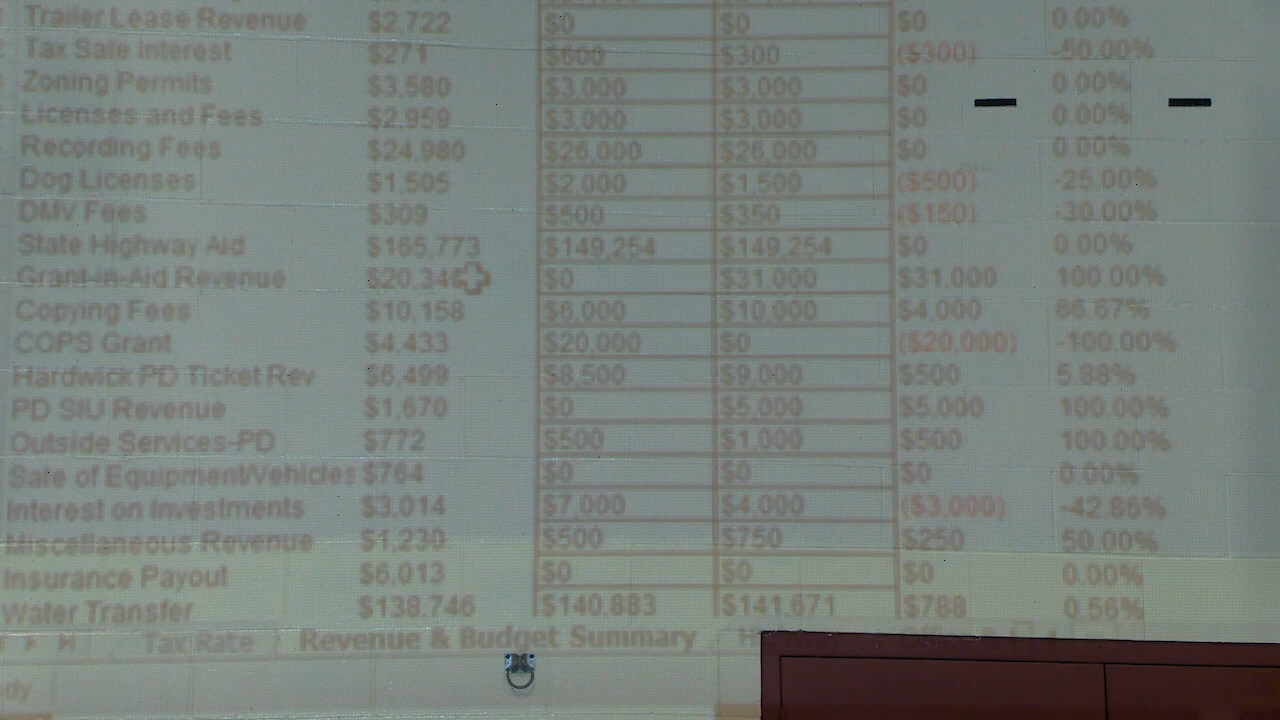 Trailer Lease Revenue $2,722 $0 $0 $0 0.00%
Tax Sale Interest $271 $600 $300 ($300) -50.00%
Zoning Permits $3,580 $3,000 $3,000 $0 0.00%
Licenses and Fees $2,959 $3,000 $3,000 $0 0.00%
Recording Fees $24,980 $26,000 $26,000 $0 0.00%
Dog Licenses $1,505 $2,000 $1,500 ($500) -25.00%
DMV Fees $309 $500 $350 ($150) -30.00%
State Highway Aid $165,773 $149,254 $149,254 $0 0.00%
Grant-in-Aid Revenue $0 $31,000 $31,000 100.00%
Copying Fees $10,158 $6,000 $10,000 $4,000 66.67%
COPS Grant $4,433 $20,000 $0 ($20,000) -100.00%
Hardwick PD Ticket Rev $6,499 $8,500 $9,000 $500 5.88%
PD SIU Revenue $1,670 $0 $5,000 $5,000 100.00%
Outside Services-PD $772 $500 $1,000 $500 100.00%
Sale of Equipment/Vehicles $764 $0 $0 $0 0.00%
Interest on Investments $3,014 $7,000 $4,000 ($3,000) -42.86%
Miscellaneous Revenue $1,230 $500 $750 $250 50.00%
Insurance Payout $6,013 $0 $0 $0 0.00%
Water Transfer $138,746 $140,883 $141,671 $788 0.56%
Tax Rate Revenue & Budget Summary